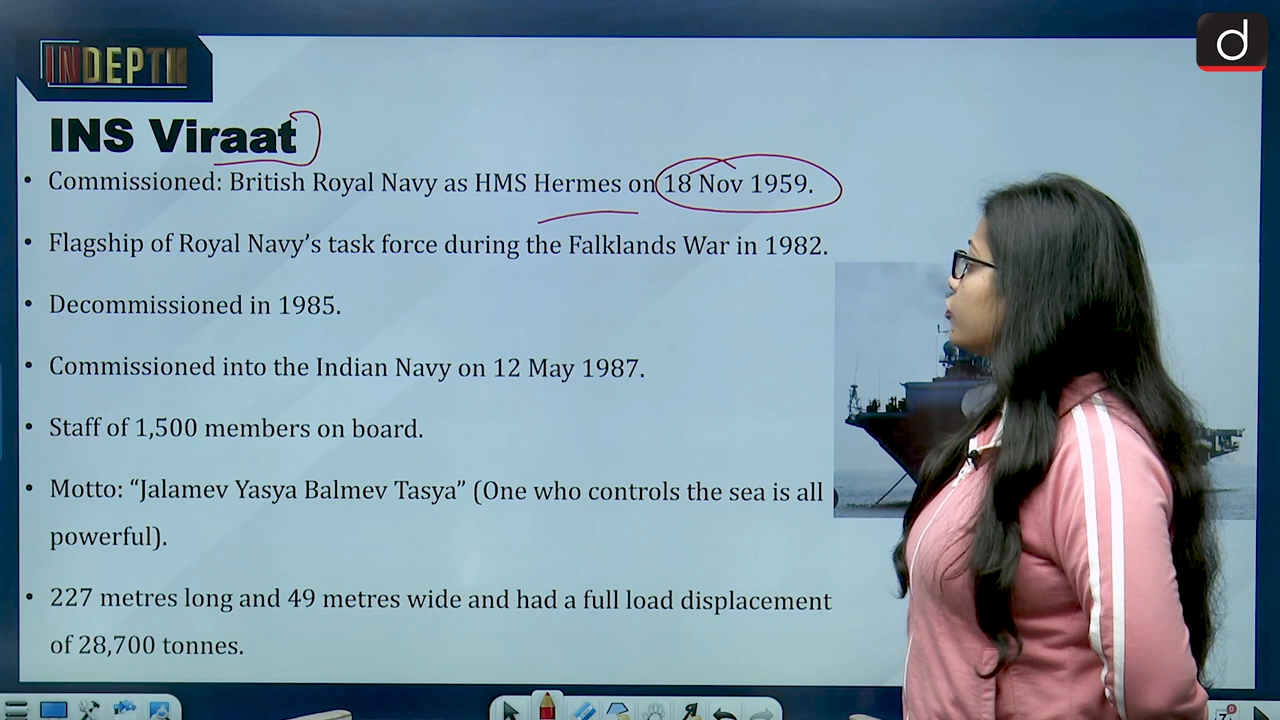 d
INDEPTH
INS Viraat
• Commissioned: British Royal Navy as HMS Hermes on 18 Nov 1959.
• Flagship of Royal Navy’s task force during the Falklands War in 1982.
• Decommissioned in 1985.
• Commissioned into the Indian Navy on 12 May 1987.
• Staff of 1,500 members on board.
• Motto: “Jalamev Yasya Balmev Tasya” (One who controls the sea is all
powerful).
• 227 metres long and 49 metres wide and had a full load displacement
of 28,700 tonnes.